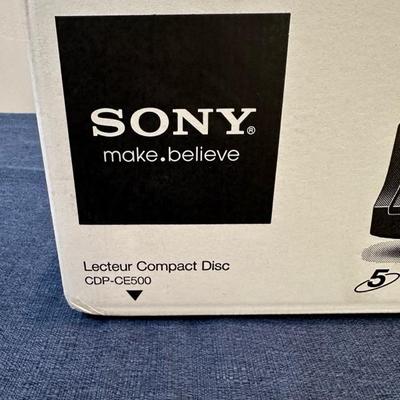 SONY®
make.believe
Lecteur Compact Disc
CDP-CE500
5